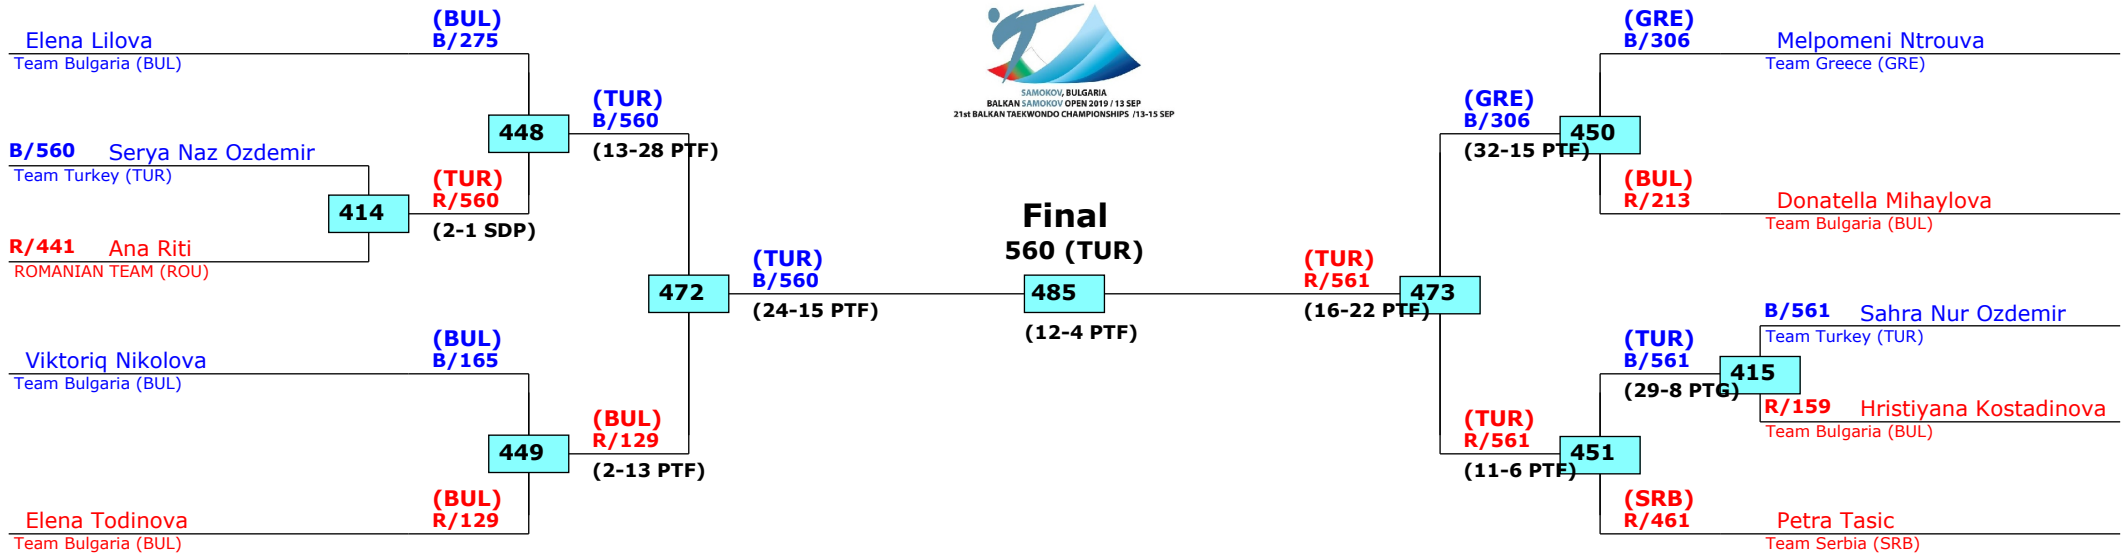 (BUL)
B/275
Elena Lilova
Team Bulgaria (BUL)
B/560 Serya Naz Ozdemir
Team Turkey (TUR)
R/441 Ana Riti
ROMANIAN TEAM (ROU)
414
(TUR)
R/560
(2-1 SDP)
448
(TUR)
B/560
(13-28 PTF)
(BUL)
B/165
Viktoriq Nikolova
Team Bulgaria (BUL)
449
(BUL)
R/129
(2-13 PTF)
(BUL)
R/129
Elena Todinova
Team Bulgaria (BUL)
472
(TUR)
B/560
(24-15 PTF)
SAMOKOV, BULGARIA
BALKAN SAMOKOV OPEN 2019 / 13 SEP
21st BALKAN TAEKWONDO CHAMPIONSHIPS /13-15 SEP
Final
560 (TUR)
485
(12-4 PTF)
(TUR)
R/561
(16-22 PTF)
473
(GRE)
B/306
(32-15 PTF)
450
(GRE)
B/306
Melpomeni Ntrouva
Team Greece (GRE)
(BUL)
R/213
Donatella Mihaylova
Team Bulgaria (BUL)
(TUR)
R/561
(11-6 PTF)
451
(TUR)
B/561
(29-8 PTG)
415
B/561 Sahra Nur Ozdemir
Team Turkey (TUR)
R/159 Hristiyana Kostadinova
Team Bulgaria (BUL)
(SRB)
R/461
Petra Tasic
Team Serbia (SRB)